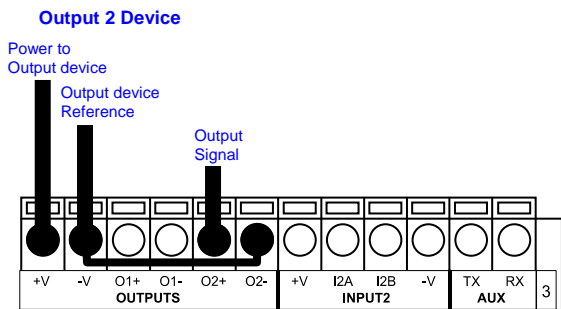 Output 2 Device
Power to
Output device
Output device
Reference
Output
Signal
+V -V O1+ O1- O2+ O2- +V I2A I2B -V TX RX
OUTPUTS INPUT2 AUX 3